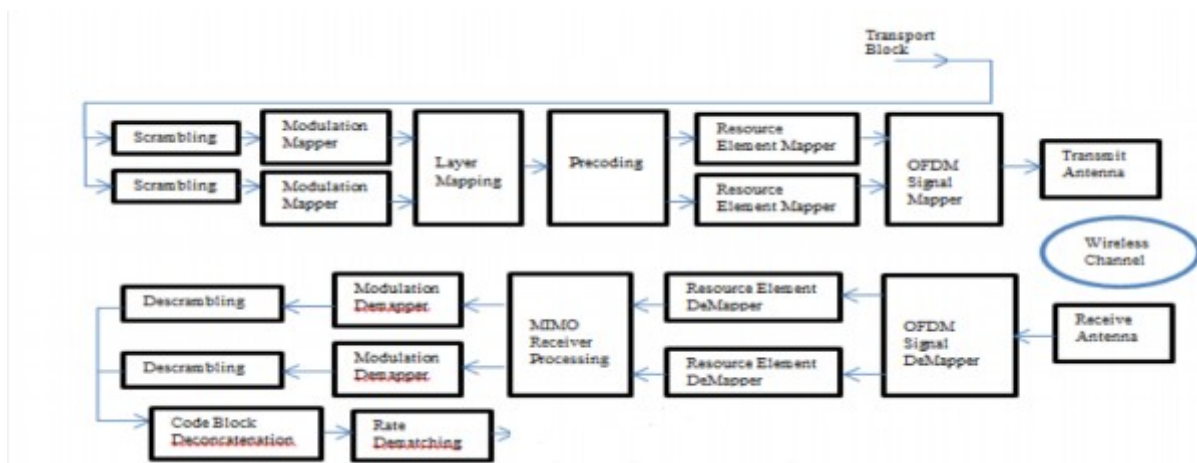 Transport
Block
Scrambling
Modulation
Mapper
Scrambling
Modulation
Mapper
Layer
Mapping
Precoding
Resource
Element Mapper
Resource
Element Mapper
OFDM
Signal
Mapper
Transmit
Antenna
Wireless
Channel
Receive
Antenna
OFDM
Signal
DeMapper
Resource Element
DeMapper
Resource Element
DeMapper
MIMO
Receiver
Processing
Modulation
Demapper
Modulation
Demapper
Descrambling
Descrambling
Code Block
Deconcatenation
Rate
Dematching